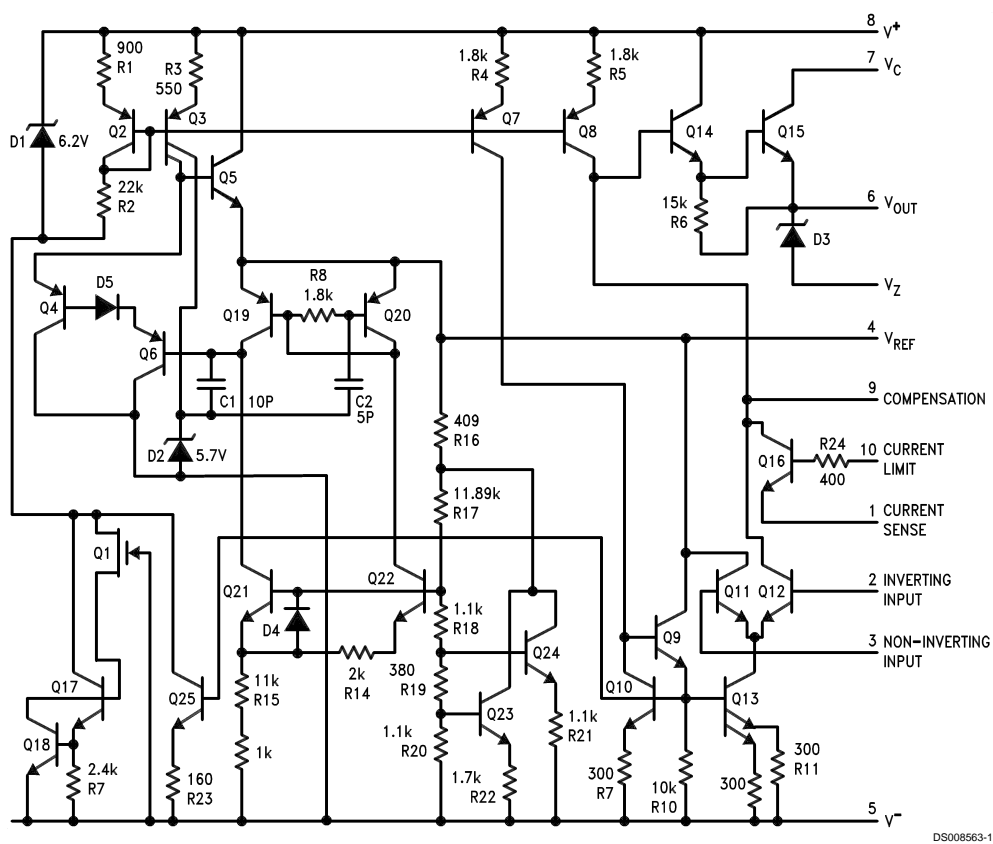 8 V+
900
R1
R3
550
1.8k
R4
1.8k
R5
7 VC
D1
6.2V
Q2
Q3
Q7
Q8
Q14
Q15
22k
R2
Q5
15k
R6
6 VOUT
D3
VZ
Q4
D5
R8
1.8k
Q19
Q20
Q6
4 VREF
C1 10P
C2
5P
9 COMPENSATION
D2
5.7V
409
R16
Q16
R24
400
10 CURRENT
LIMIT
11.89k
R17
1 CURRENT
SENSE
Q1
Q21
Q22
Q11
Q12
2 INVERTING
INPUT
D4
1.1k
R18
Q24
Q9
3 NON-INVERTING
INPUT
2k
R14
380
R19
Q17
Q25
11k
R15
Q10
Q13
Q18
Q23
1.1k
R20
1.1k
R21
2.4k
R7
160
R23
1k
1.7k
R22
300
R7
10k
R10
300
300
R11
5 V-
DS008563-1